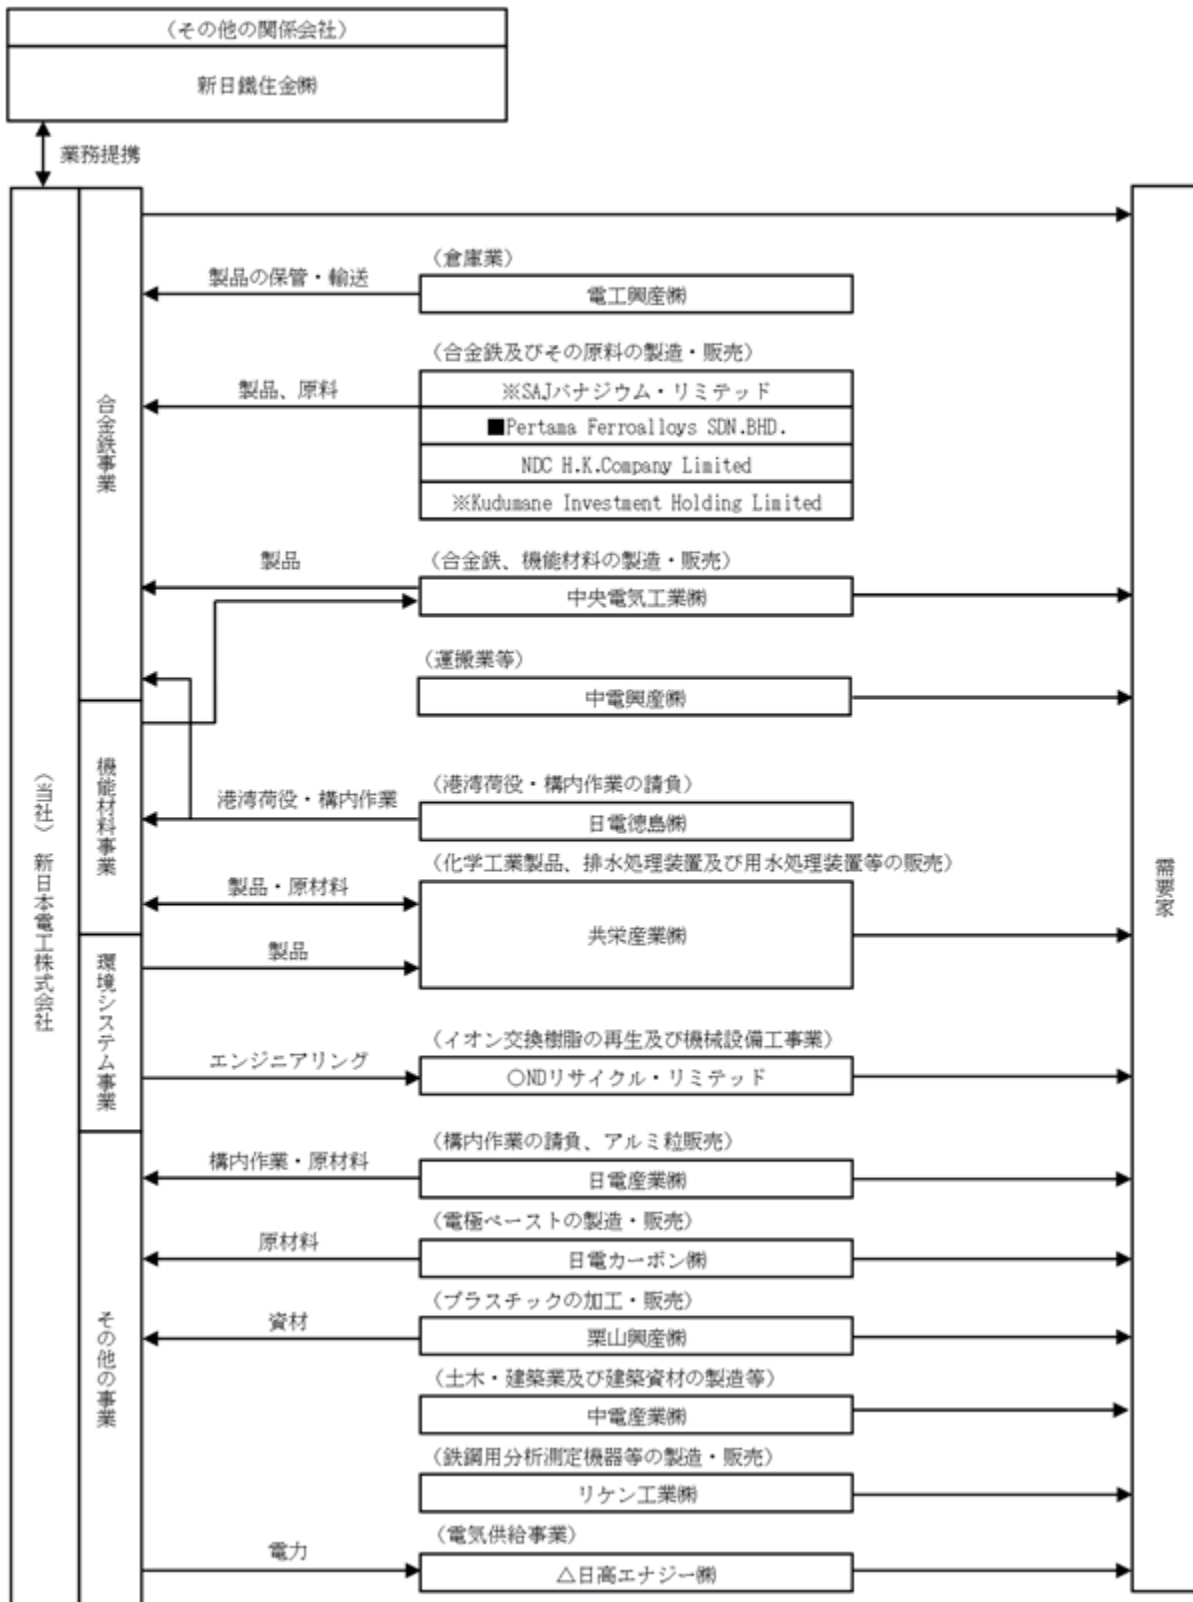 （その他の関係会社）
新日鐵住金㈱
業務提携
（当社）　新日本電工株式会社
合金鉄事業
（倉庫業）
製品の保管・輸送
電工興産㈱
（合金鉄及びその原料の製造・販売）
製品、原料
※SAJバナジウム・リミテッド
■Pertama Ferroalloys SDN.BHD.
NDC H.K.Company Limited
※Kudumane Investment Holding Limited
（合金鉄、機能材料の製造・販売）
製品
中央電気工業㈱
（運搬業等）
中電興産㈱
機能材料事業
（港湾荷役・構内作業の請負）
港湾荷役・構内作業
日電徳島㈱
（化学工業製品、排水処理装置及び用水処理装置等の販売）
製品・原材料
共栄産業㈱
製品
環境システム事業
（イオン交換樹脂の再生及び機械設備工事業）
エンジニアリング
○NDリサイクル・リミテッド
その他の事業
（構内作業の請負、アルミ粒販売）
構内作業・原材料
日電産業㈱
（電極ペーストの製造・販売）
原材料
日電カーボン㈱
（プラスチックの加工・販売）
資材
栗山興産㈱
（土木・建築業及び建築資材の製造等）
中電産業㈱
（鉄鋼用分析測定機器等の製造・販売）
リケン工業㈱
（電気供給事業）
電力
△日高エナジー㈱
需要家